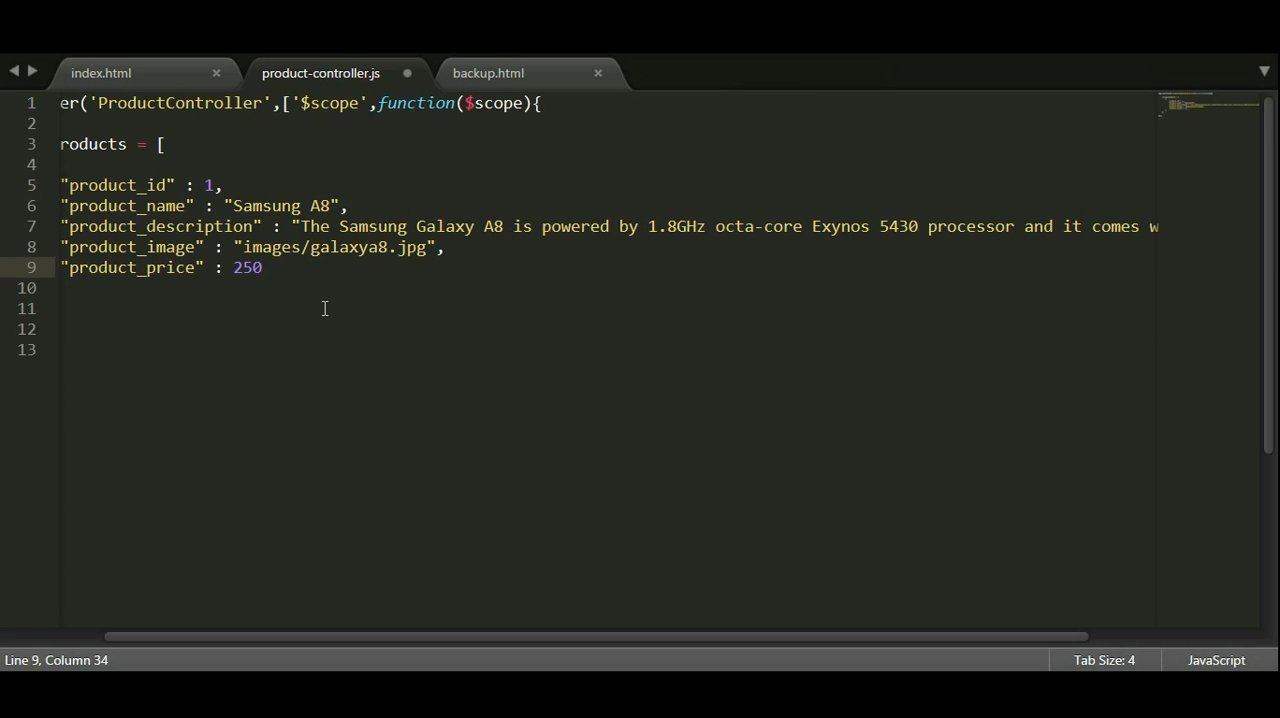 index.html
product-controller.js
backup.html
1 er('ProductController',['$scope',function($scope){
2
3 roducts = [
4
5 "product_id" : 1,
6 "product_name" : "Samsung A8",
7 "product_description" : "The Samsung Galaxy A8 is powered by 1.8GHz octa-core Exynos 5430 processor and it comes w
8 "product_image" : "images/galaxya8.jpg",
9 "product_price" : 250
10
11
12
13
Line 9, Column 34
Tab Size: 4
JavaScript